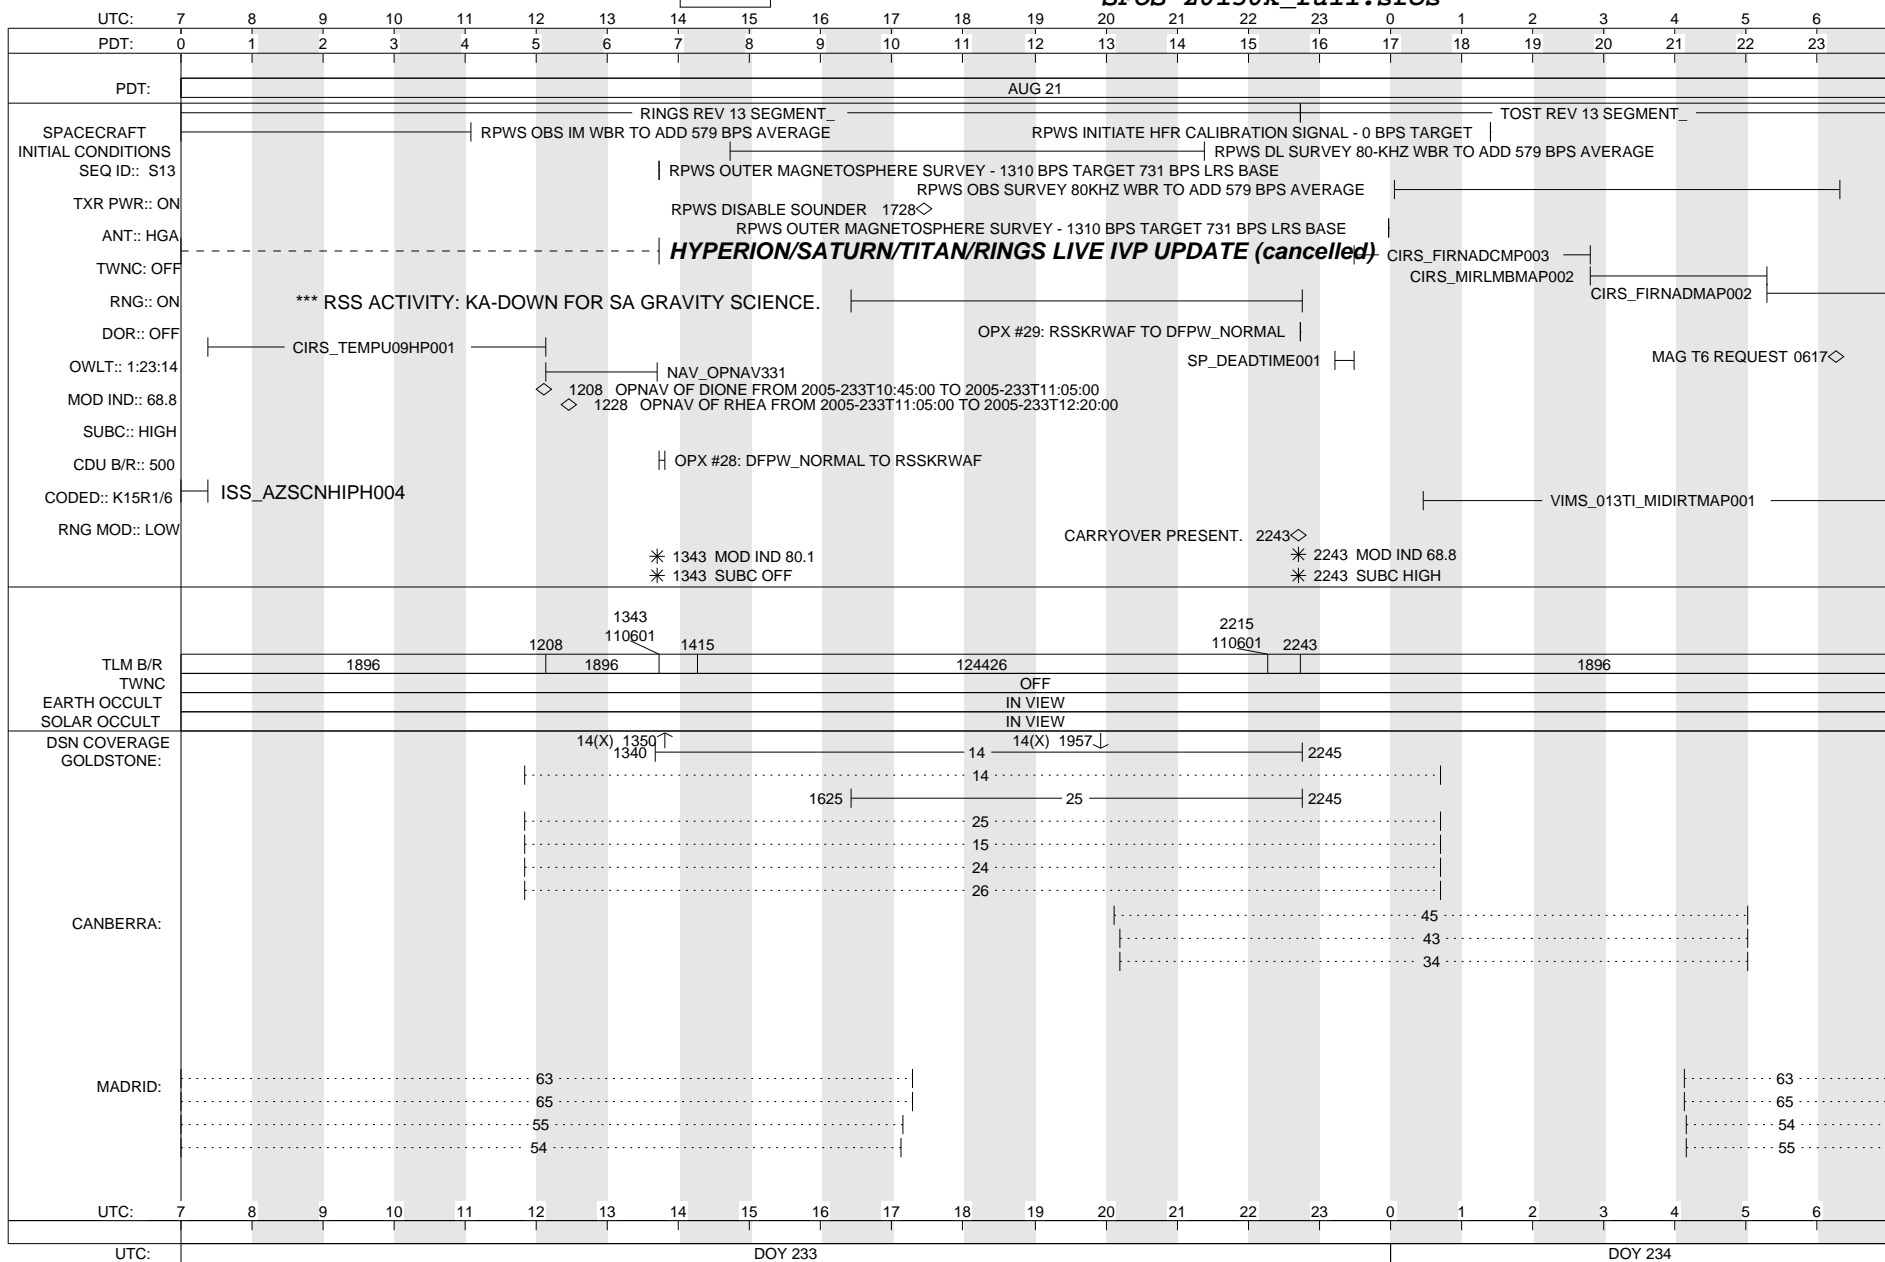 SFOS 20130K_full.sfos
UTC: 7 8 9 10 11 12 13 14 15 16 17 18 19 20 21 22 23 0 1 2 3 4 5 6
PDT: 0 1 2 3 4 5 6 7 8 9 10 11 12 13 14 15 16 17 18 19 20 21 22 23
PDT: AUG 21
RINGS REV 13 SEGMENT_ TOST REV 13 SEGMENT_
SPACECRAFT RPWS OBS IM WBR TO ADD 579 BPS AVERAGE RPWS INITIATE HFR CALIBRATION SIGNAL - 0 BPS TARGET
INITIAL CONDITIONS RPWS DL SURVEY 80-KHZ WBR TO ADD 579 BPS AVERAGE
SEQ ID:: S13 RPWS OUTER MAGNETOSPHERE SURVEY - 1310 BPS TARGET 731 BPS LRS BASE
RPWS OBS SURVEY 80KHZ WBR TO ADD 579 BPS AVERAGE
TXR PWR:: ON RPWS DISABLE SOUNDER 1728
ANT:: HGA RPWS OUTER MAGNETOSPHERE SURVEY - 1310 BPS TARGET 731 BPS LRS BASE
HYPERION/SATURN/TITAN/RINGS LIVE IVP UPDATE (cancelled) CIRS_FIRNADCMP003
TWNC: OFF CIRS_MIRLMBMAP002
RNG:: ON *** RSS ACTIVITY: KA-DOWN FOR SA GRAVITY SCIENCE. CIRS_FIRNADMAP002
DOR:: OFF OPX #29: RSSKRWAF TO DFPW_NORMAL
CIRS_TEMPU09HP001 SP_DEADTIME001 MAG T6 REQUEST 0617
OWLT:: 1:23:14 NAV_OPNAV331
1208 OPNAV OF DIONE FROM 2005-233T10:45:00 TO 2005-233T11:05:00
MOD IND:: 68.8 1228 OPNAV OF RHEA FROM 2005-233T11:05:00 TO 2005-233T12:20:00
SUBC:: HIGH
CDU B/R:: 500 OPX #28: DFPW_NORMAL TO RSSKRWAF
CODED:: K15R1/6 ISS_AZSCNHIPH004 VIMS_013TI_MIDIRTMAP001
RNG MOD:: LOW CARRYOVER PRESENT. 2243
1343 MOD IND 80.1 2243 MOD IND 68.8
1343 SUBC OFF 2243 SUBC HIGH
1343 2215
1208 110601 1415 110601 2243
TLM B/R 1896 1896 124426 1896
TWNC OFF
EARTH OCCULT IN VIEW
SOLAR OCCULT IN VIEW
DSN COVERAGE 14(X) 1350 14(X) 1957
GOLDSTONE: 1340 14 2245
14
1625 25 2245
25
15
24
26
CANBERRA: 45
43
34
MADRID: 63 63
65 65
55 54
54 55
UTC: 7 8 9 10 11 12 13 14 15 16 17 18 19 20 21 22 23 0 1 2 3 4 5 6
UTC: DOY 233 DOY 234